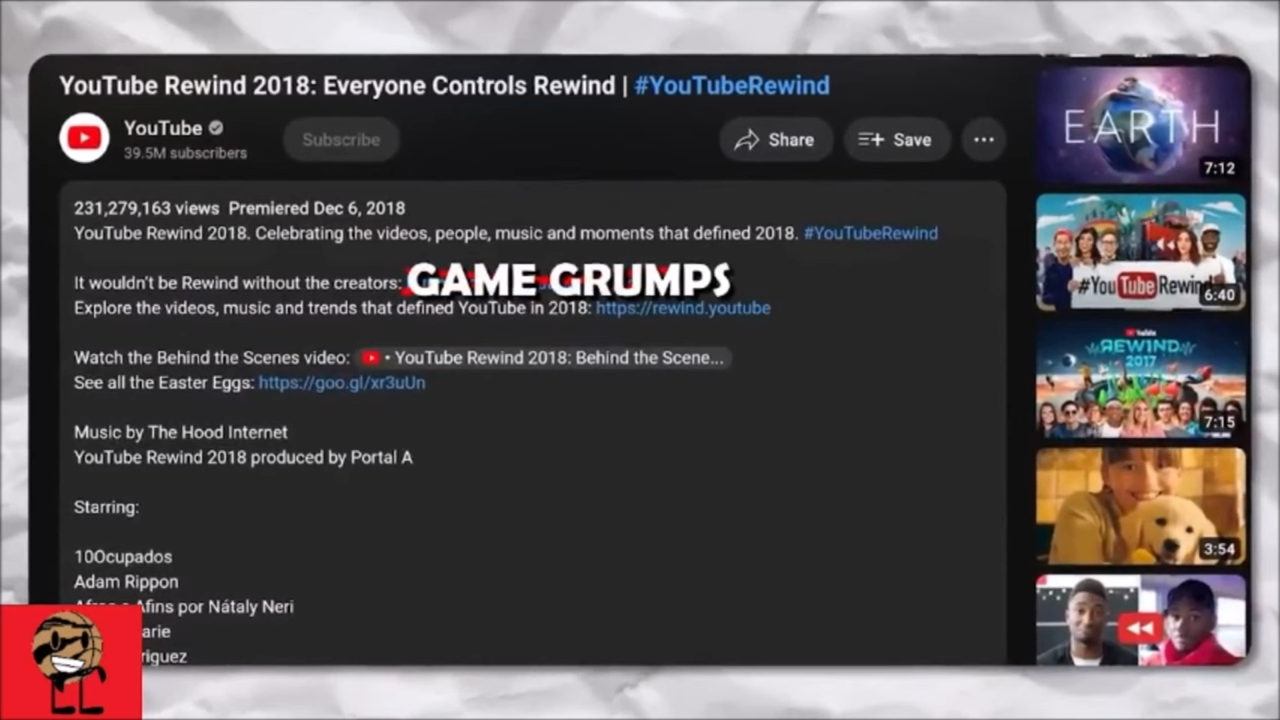 YouTube Rewind 2018: Everyone Controls Rewind | #YouTubeRewind
YouTube
39.5M subscribers
Subscribe
Share
Save
231,279,163 views Premiered Dec 6, 2018
YouTube Rewind 2018. Celebrating the videos, people, music and moments that defined 2018. #YouTubeRewind
It wouldn't be Rewind without the creators:
GAME GRUMPS
Explore the videos, music and trends that defined YouTube in 2018: https://rewind.youtube
Watch the Behind the Scenes video: • YouTube Rewind 2018: Behind the Scene...
See all the Easter Eggs: https://goo.gl/xr3uUn
Music by The Hood Internet
YouTube Rewind 2018 produced by Portal A
Starring:
10Ocupados
Adam Rippon
Afins por Nátaly Neri
arie
riguez
EARTH
7:12
#YouTubeRewind
6:40
YouTube
REWIND
2017
7:15
3:54